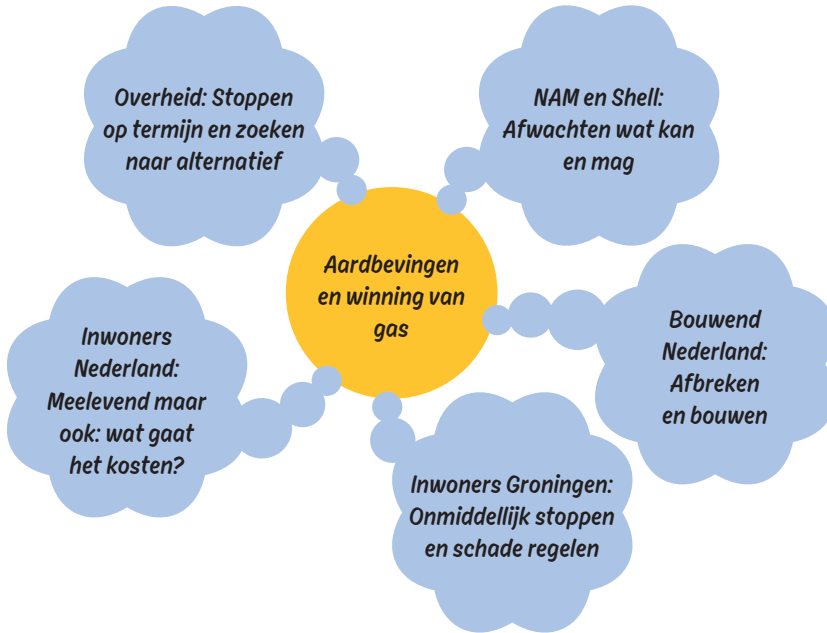 Overheid: Stoppen
op termijn en zoeken
naar alternatief
NAM en Shell:
Afwachten wat kan
en mag
Aardbevingen
en winning van
gas
Bouwend
Nederland:
Afbreken
en bouwen
Inwoners
Nederland:
Meelevend maar
ook: wat gaat
het kosten?
Inwoners Groningen:
Onmiddellijk stoppen
en schade regelen